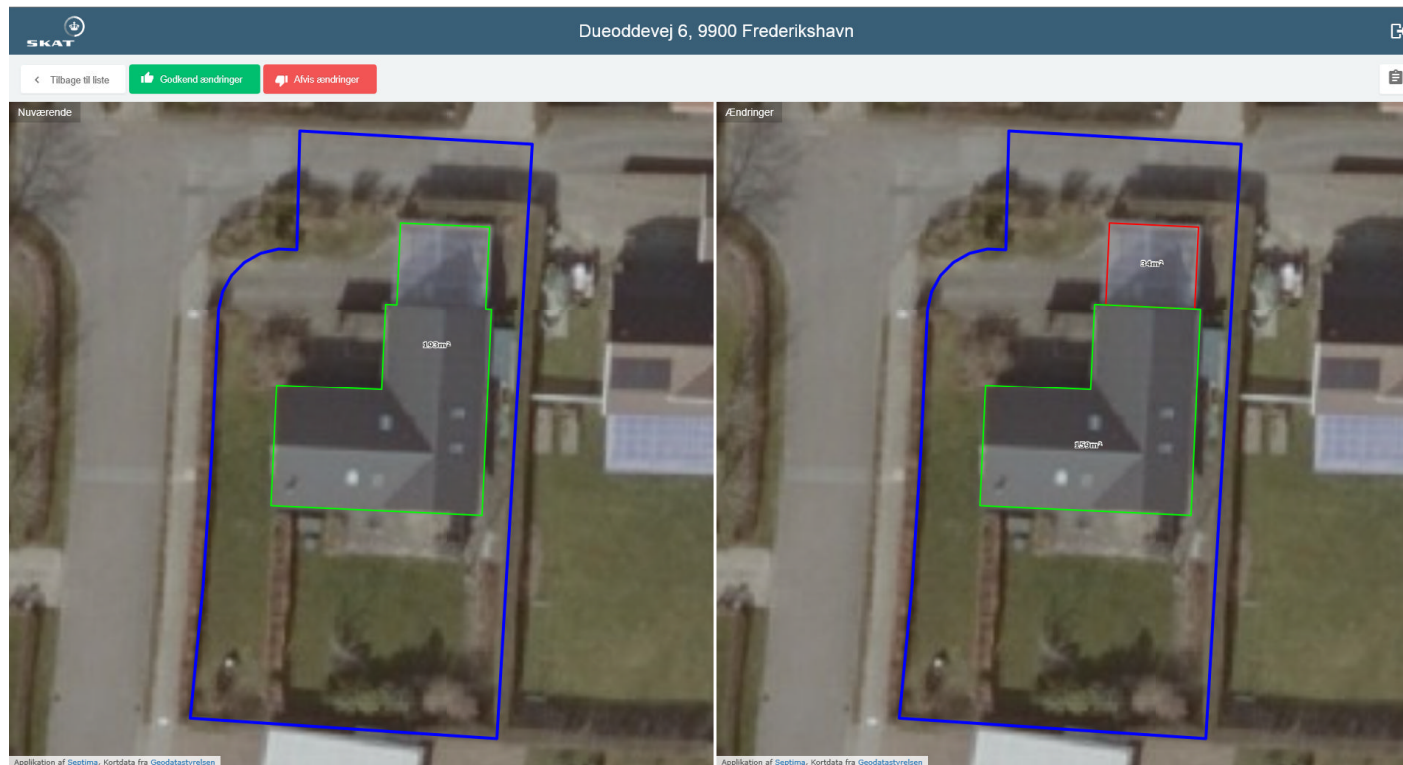 SKAT
Dueoddevej 6, 9900 Frederikshavn
Tilbage til liste
Godkend ændringer
Afvis ændringer
Nuværende
Ændringer
193m²
34m²
159m²
Applikation af Septima, Kortdata fra Geodatastyrelsen
Applikation af Septima, Kortdata fra Geodatastyrelsen